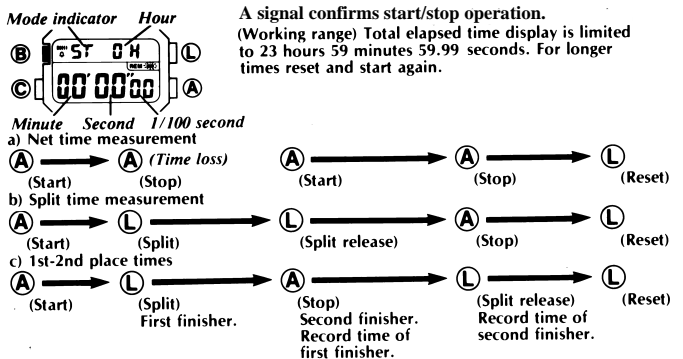 Mode indicator Hour
A signal confirms start/stop operation.
(Working range) Total elapsed time display is limited
to 23 hours 59 minutes 59.99 seconds. For longer
times reset and start again.
B ST 0H L
C 00' 00" 00 A
Minute Second 1/100 second
a) Net time measurement
A A (Time loss) A A L
(Start) (Stop) (Start) (Stop) (Reset)
b) Split time measurement
A L L A L
(Start) (Split) (Split release) (Stop) (Reset)
c) 1st-2nd place times
A L A L L
(Start) (Split) (Stop) (Split release) (Reset)
First finisher. Second finisher. Record time of
Record time of second finisher.
first finisher.